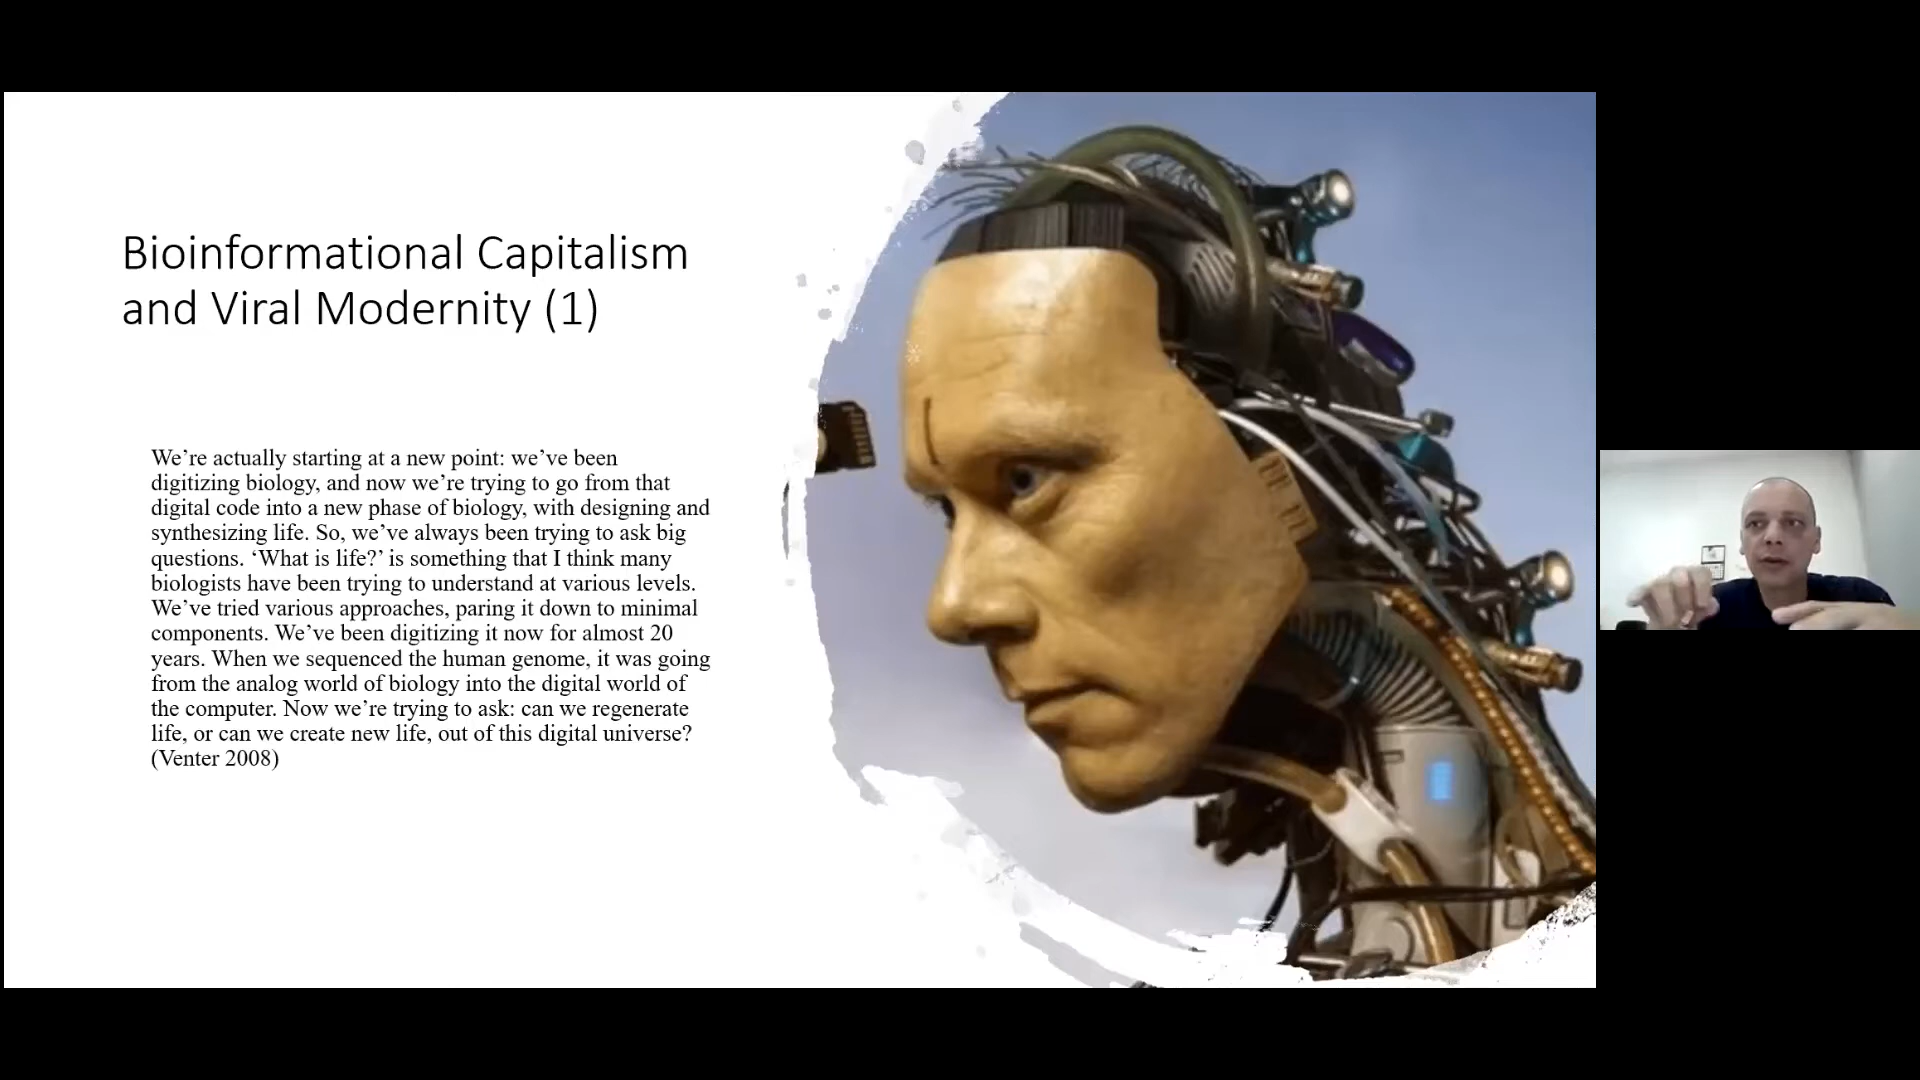 Bioinformational Capitalism
and Viral Modernity (1)
We’re actually starting at a new point: we’ve been
digitizing biology, and now we’re trying to go from that
digital code into a new phase of biology, with designing and
synthesizing life. So, we’ve always been trying to ask big
questions. ‘What is life?’ is something that I think many
biologists have been trying to understand at various levels.
We’ve tried various approaches, paring it down to minimal
components. We’ve been digitizing it now for almost 20
years. When we sequenced the human genome, it was going
from the analog world of biology into the digital world of
the computer. Now we’re trying to ask: can we regenerate
life, or can we create new life, out of this digital universe?
(Venter 2008)